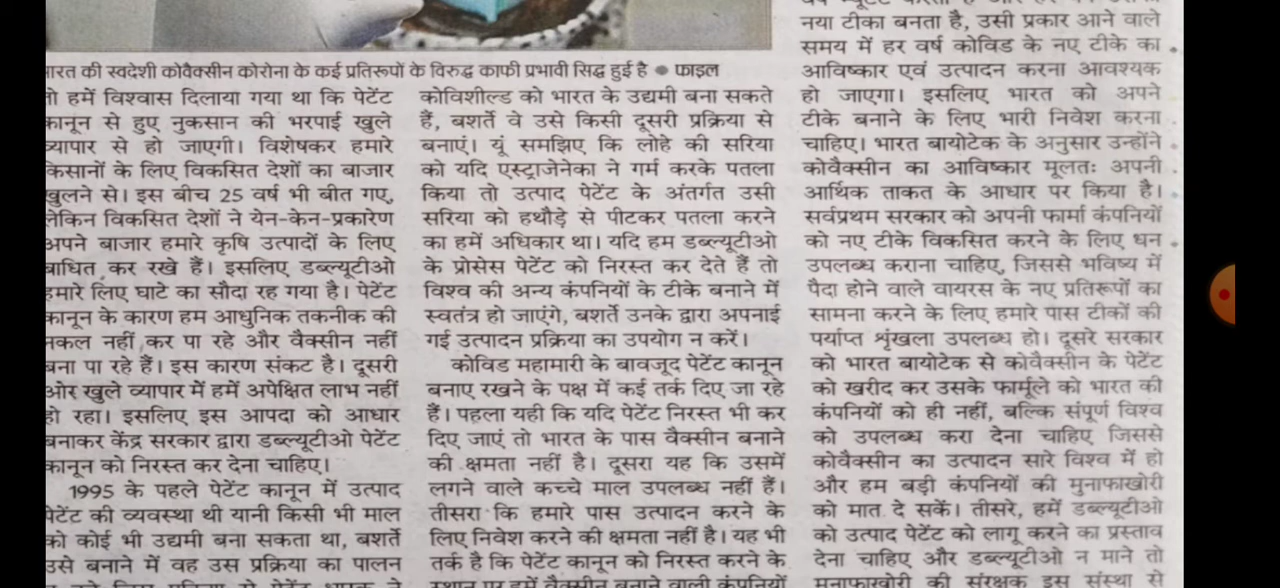 भारत की स्वदेशी कोवैक्सीन कोरोना के कई प्रतिरूपों के विरुद्ध काफी प्रभावी सिद्ध हुई है ● फाइल
तो हमें विश्वास दिलाया गया था कि पेटेंट
कानून से हुए नुकसान की भरपाई खुले
व्यापार से हो जाएगी। विशेषकर हमारे
किसानों के लिए विकसित देशों का बाजार
खुलने से। इस बीच 25 वर्ष भी बीत गए,
लेकिन विकसित देशों ने येन-केन-प्रकारेण
अपने बाजार हमारे कृषि उत्पादों के लिए
बाधित कर रखे हैं। इसलिए डब्ल्यूटीओ
हमारे लिए घाटे का सौदा रह गया है। पेटेंट
कानून के कारण हम आधुनिक तकनीक की
नकल नहीं कर पा रहे और वैक्सीन नहीं
बना पा रहे हैं। इस कारण संकट है। दूसरी
ओर खुले व्यापार में हमें अपेक्षित लाभ नहीं
हो रहा। इसलिए इस आपदा को आधार
बनाकर केंद्र सरकार द्वारा डब्ल्यूटीओ पेटेंट
कानून को निरस्त कर देना चाहिए।
1995 के पहले पेटेंट कानून में उत्पाद
पेटेंट की व्यवस्था थी यानी किसी भी माल
को कोई भी उद्यमी बना सकता था, बशर्ते
उसे बनाने में वह उस प्रक्रिया का पालन
कोविशील्ड को भारत के उद्यमी बना सकते
हैं, बशर्ते वे उसे किसी दूसरी प्रक्रिया से
बनाएं। यूं समझिए कि लोहे की सरिया
को यदि एस्ट्राजेनेका ने गर्म करके पतला
किया तो उत्पाद पेटेंट के अंतर्गत उसी
सरिया को हथौड़े से पीटकर पतला करने
का हमें अधिकार था। यदि हम डब्ल्यूटीओ
के प्रोसेस पेटेंट को निरस्त कर देते हैं तो
विश्व की अन्य कंपनियों के टीके बनाने में
स्वतंत्र हो जाएंगे, बशर्ते उनके द्वारा अपनाई
गई उत्पादन प्रक्रिया का उपयोग न करें।
कोविड महामारी के बावजूद पेटेंट कानून
बनाए रखने के पक्ष में कई तर्क दिए जा रहे
हैं। पहला यही कि यदि पेटेंट निरस्त भी कर
दिए जाएं तो भारत के पास वैक्सीन बनाने
की क्षमता नहीं है। दूसरा यह कि उसमें
लगने वाले कच्चे माल उपलब्ध नहीं हैं।
तीसरा कि हमारे पास उत्पादन करने के
लिए निवेश करने की क्षमता नहीं है। यह भी
तर्क है कि पेटेंट कानून को निरस्त करने के
स्थान पर हमें वैक्सीन बनाने वाली कंपनियों
नया टीका बनता है, उसी प्रकार आने वाले
समय में हर वर्ष कोविड के नए टीके का
आविष्कार एवं उत्पादन करना आवश्यक
हो जाएगा। इसलिए भारत को अपने
टीके बनाने के लिए भारी निवेश करना
चाहिए। भारत बायोटेक के अनुसार उन्होंने
कोवैक्सीन का आविष्कार मूलतः अपनी
आर्थिक ताकत के आधार पर किया है।
सर्वप्रथम सरकार को अपनी फार्मा कंपनियों
को नए टीके विकसित करने के लिए धन
उपलब्ध कराना चाहिए, जिससे भविष्य में
पैदा होने वाले वायरस के नए प्रतिरूपों का
सामना करने के लिए हमारे पास टीकों की
पर्याप्त शृंखला उपलब्ध हो। दूसरे सरकार
को भारत बायोटेक से कोवैक्सीन के पेटेंट
को खरीद कर उसके फार्मूले को भारत की
कंपनियों को ही नहीं, बल्कि संपूर्ण विश्व
को उपलब्ध करा देना चाहिए जिससे
कोवैक्सीन का उत्पादन सारे विश्व में हो
और हम बड़ी कंपनियों की मुनाफाखोरी
को मात दे सकें। तीसरे, हमें डब्ल्यूटीओ
को उत्पाद पेटेंट को लागू करने का प्रस्ताव
देना चाहिए और डब्ल्यूटीओ न माने तो
मुनाफाखोरी की संरक्षक इस संस्था से